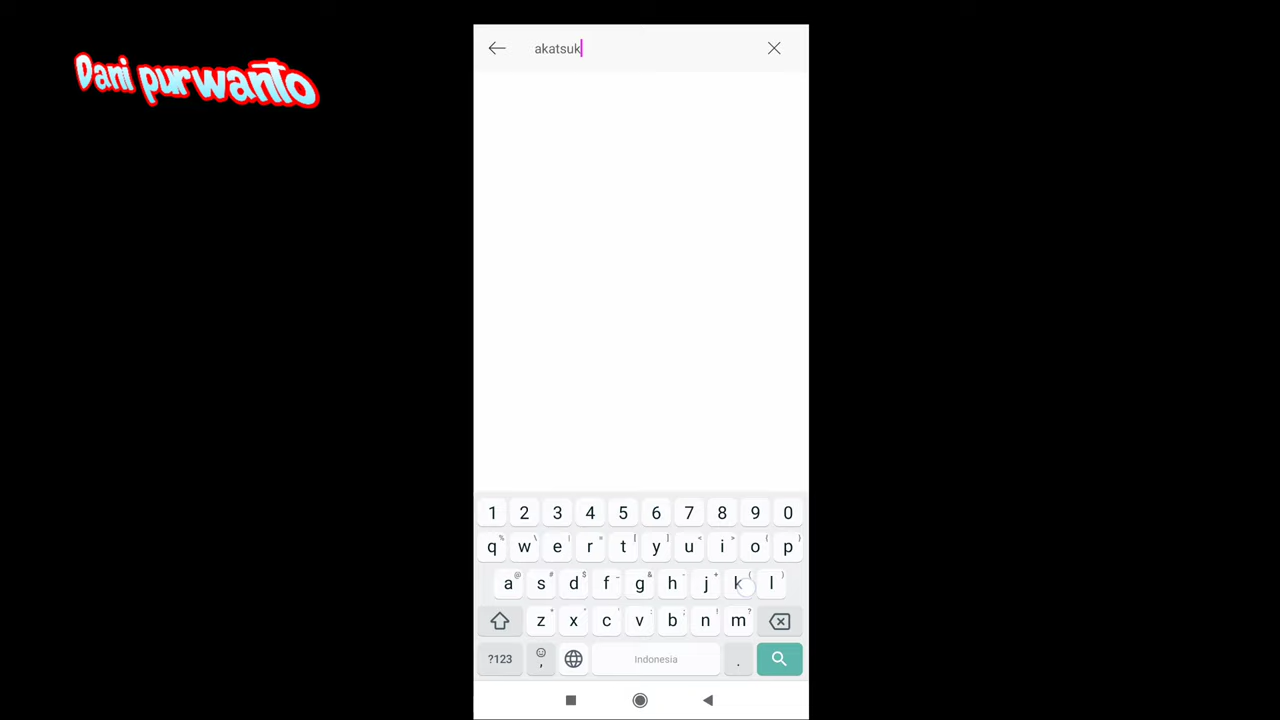 Dani purwanto
akatsuk
1 2 3 4 5 6 7 8 9 0
q w e r t y u i o p
a s d f g h j k l
z x c v b n m
?123 , Indonesia .